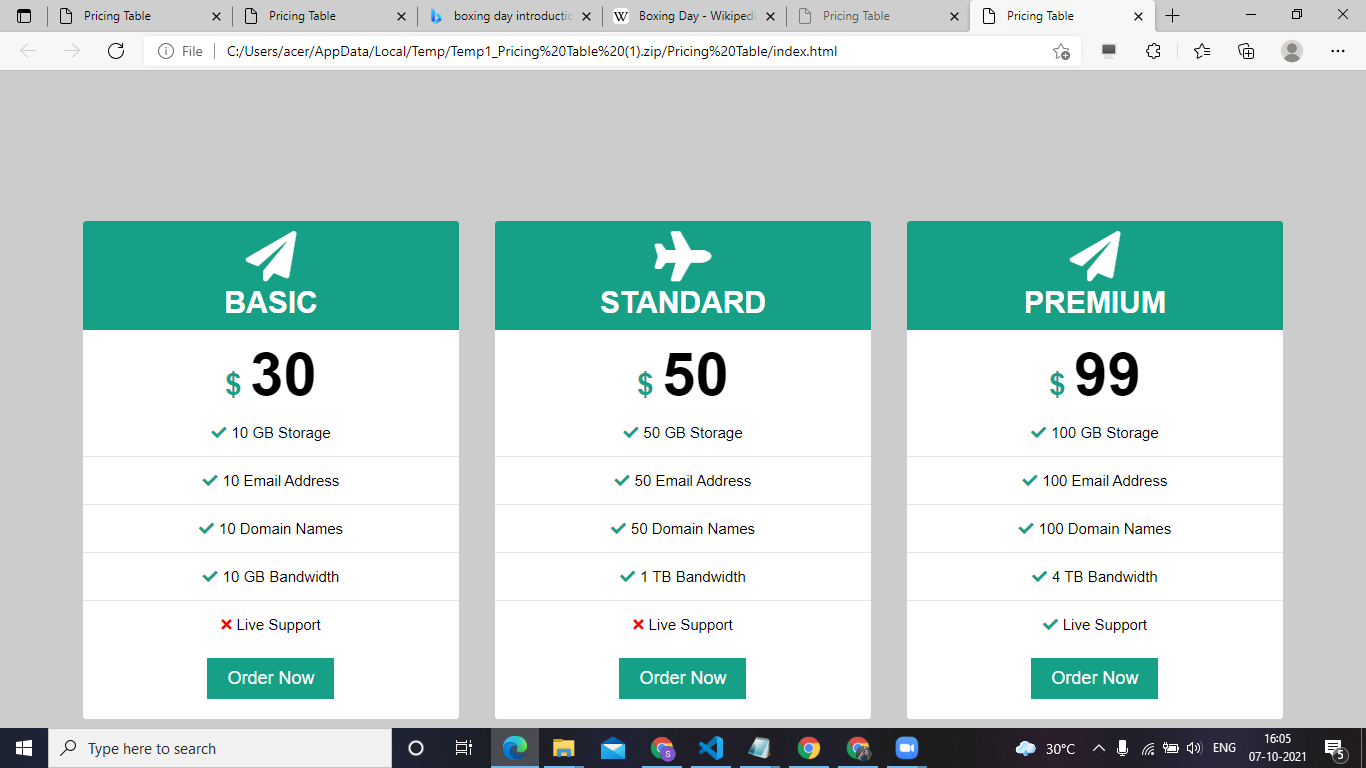 Pricing Table
Pricing Table
boxing day introductic
Boxing Day - Wikiped
Pricing Table
Pricing Table
File
C:/Users/acer/AppData/Local/Temp/Temp1_Pricing%20Table%20(1).zip/Pricing%20Table/index.html
BASIC
$ 30
10 GB Storage
10 Email Address
10 Domain Names
10 GB Bandwidth
Live Support
Order Now
STANDARD
$ 50
50 GB Storage
50 Email Address
50 Domain Names
1 TB Bandwidth
Live Support
Order Now
PREMIUM
$ 99
100 GB Storage
100 Email Address
100 Domain Names
4 TB Bandwidth
Live Support
Order Now
Type here to search
30°C
ENG
16:05
07-10-2021
5